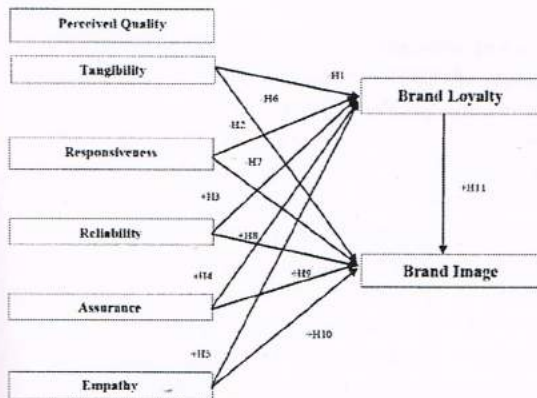 Perceived Quality
Tangibility
Responsiveness
Reliability
Assurance
Empathy
Brand Loyalty
Brand Image
-H1
-H6
-H2
-H7
+H3
+H8
+H4
+H9
+H5
+H10
+H11